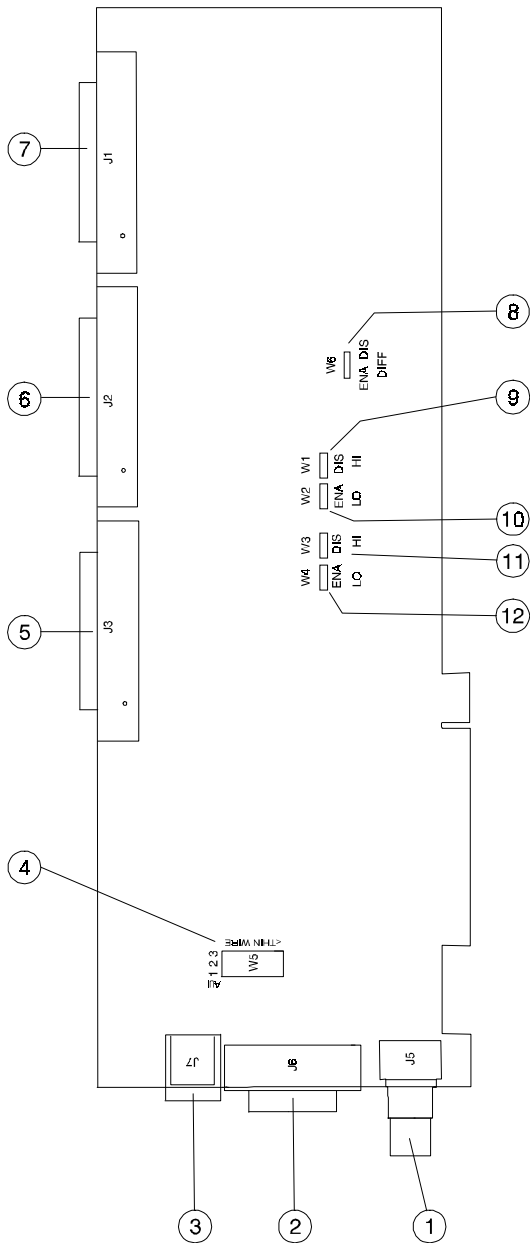 7
J1
6
J2
5
J3
8
W6
ENA DIS
DIFF
9
W1
DIS
HI
W2
ENA
LO
10
W3
DIS
HI
11
W4
ENA
LO
12
4
AUI
1 2 3
<THIN WIRE
W5
J7
J6
J5
3
2
1